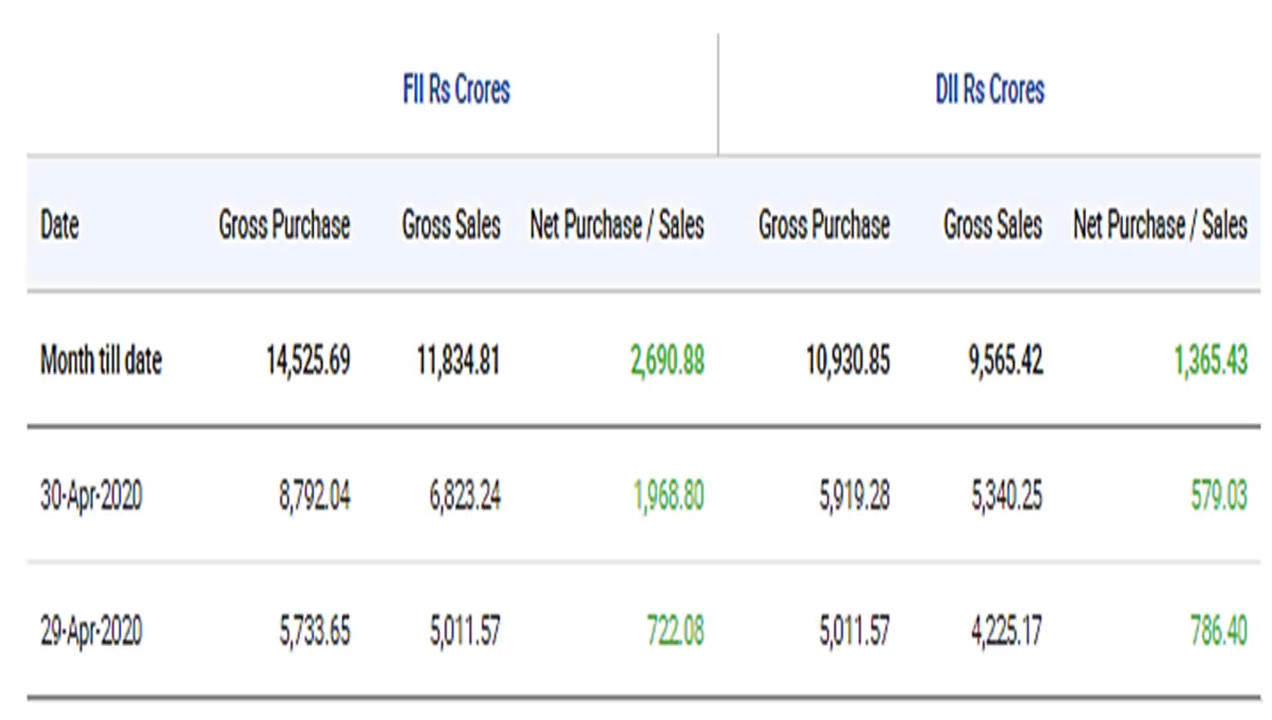 FII Rs Crores DII Rs Crores
Date Gross Purchase Gross Sales Net Purchase / Sales Gross Purchase Gross Sales Net Purchase / Sales
Month till date 14,525.69 11,834.81 2,690.88 10,930.85 9,565.42 1,365.43
30-Apr-2020 8,792.04 6,823.24 1,968.80 5,919.28 5,340.25 579.03
29-Apr-2020 5,733.65 5,011.57 722.08 5,011.57 4,225.17 786.40